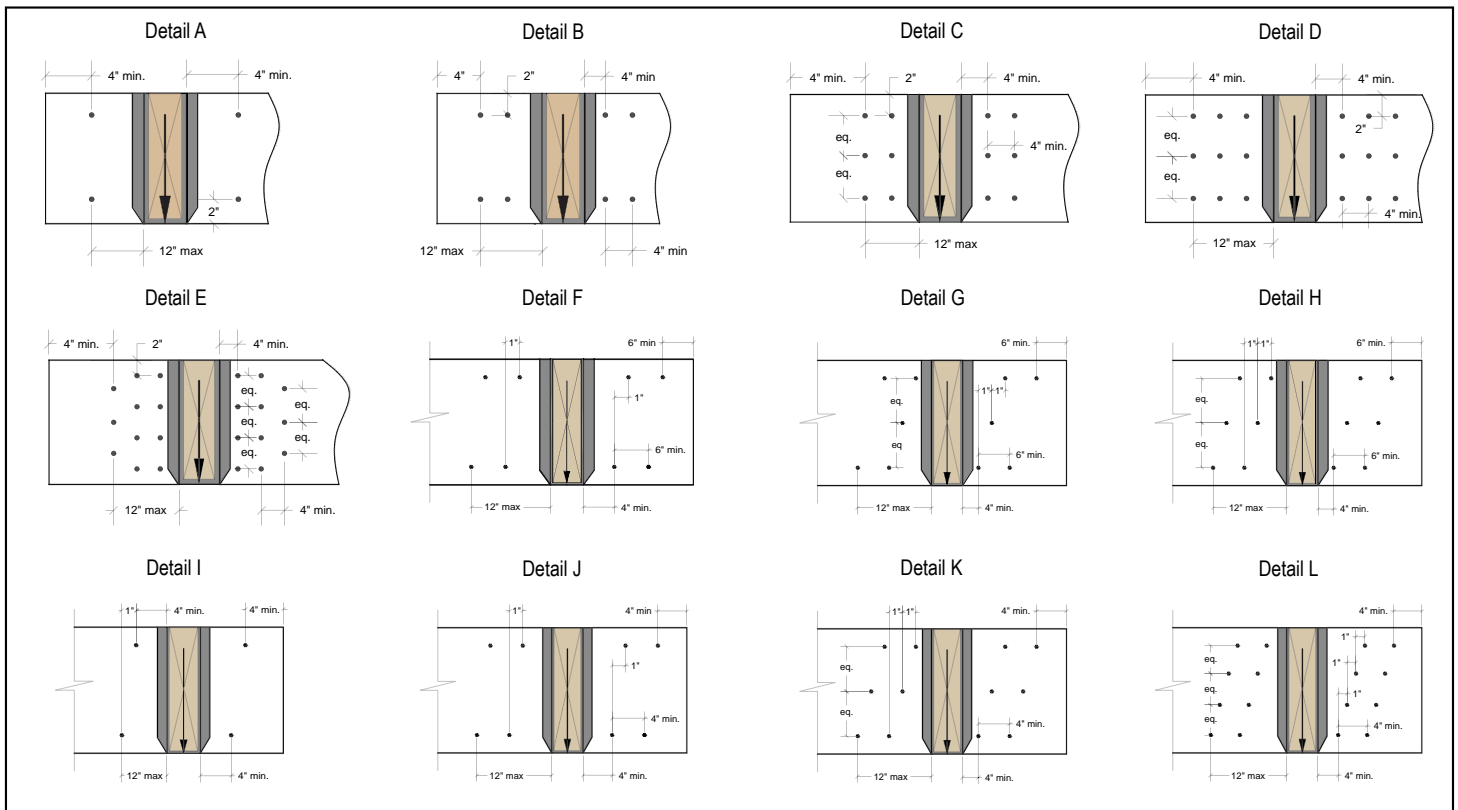 Detail A
4" min.
4" min.
2"
12" max
Detail B
4"
2"
4" min
12" max
4" min
Detail C
4" min.
2"
4" min.
eq.
eq.
4" min.
12" max
Detail D
4" min.
4" min.
2"
eq.
eq.
4" min.
12" max
Detail E
4" min.
2"
4" min.
eq.
eq.
eq.
eq.
eq.
12" max
4" min.
Detail F
1"
6" min.
1"
6" min.
12" max
4" min.
Detail G
6" min.
eq.
1"
1"
eq
6" min.
12" max
4" min.
Detail H
1"
1"
6" min.
eq.
eq.
6" min.
12" max
4" min.
Detail I
1"
4" min.
4" min.
12" max
4" min.
Detail J
1"
4" min
1"
4" min.
12" max
4" min.
Detail K
1"
1"
4" min.
eq.
eq.
4" min.
12" max
4" min.
Detail L
4" min.
1"
eq.
1"
eq.
1"
eq.
4" min.
12" max
4" min.